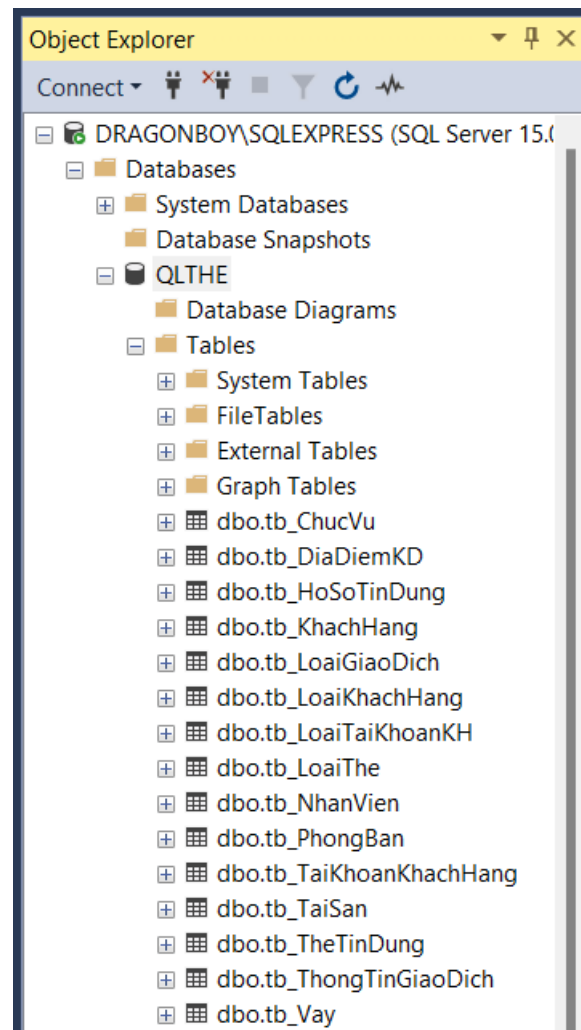 Object Explorer
Connect
DRAGONBOY\SQLEXPRESS (SQL Server 15.0
Databases
System Databases
Database Snapshots
QLTHE
Database Diagrams
Tables
System Tables
FileTables
External Tables
Graph Tables
dbo.tb_ChucVu
dbo.tb_DiaDiemKD
dbo.tb_HoSoTinDung
dbo.tb_KhachHang
dbo.tb_LoaiGiaoDich
dbo.tb_LoaiKhachHang
dbo.tb_LoaiTaiKhoanKH
dbo.tb_LoaiThe
dbo.tb_NhanVien
dbo.tb_PhongBan
dbo.tb_TaiKhoanKhachHang
dbo.tb_TaiSan
dbo.tb_TheTinDung
dbo.tb_ThongTinGiaoDich
dbo.tb_Vay